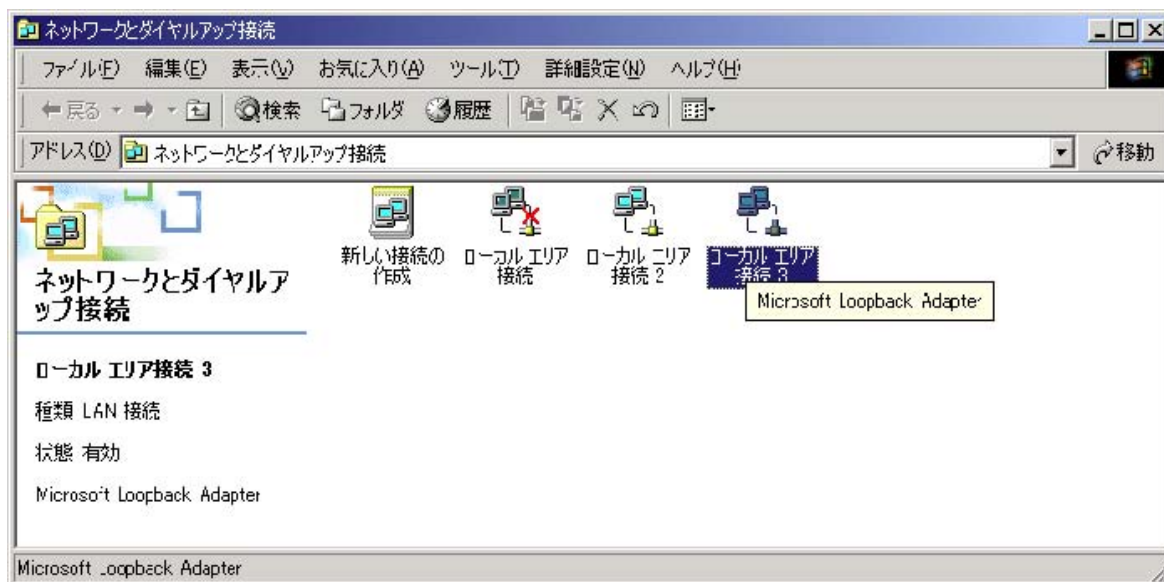 ネットワークとダイヤルアップ接続
ファイル(F) 編集(E) 表示(V) お気に入り(A) ツール(T) 詳細設定(N) ヘルプ(H)
戻る 検索 フォルダ 履歴
アドレス(D) ネットワークとダイヤルアップ接続 移動
ネットワークとダイヤルア
ップ接続
ローカル エリア接続 3
種類 LAN 接続
状態 有効
Microsoft Loopback Adapter
新しい接続の
作成
ローカル エリア
接続
ローカル エリア
接続 2
ローカル エリア
接続 3
Microsoft Loopback Adapter
Microsoft Loopback Adapter